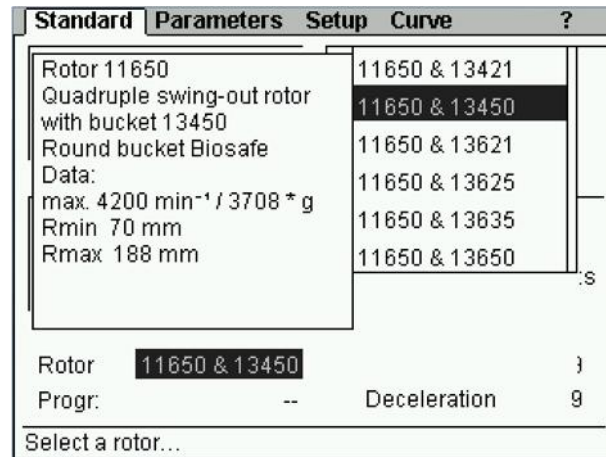 Standard Parameters Setup Curve ?
Rotor 11650
Quadruple swing-out rotor
with bucket 13450
Round bucket Biosafe
Data:
max. 4200 min⁻¹ / 3708 * g
Rmin 70 mm
Rmax 188 mm
11650 & 13421
11650 & 13450
11650 & 13621
11650 & 13625
11650 & 13635
11650 & 13650
Rotor 11650 & 13450
Progr: -- Deceleration 9
Select a rotor...